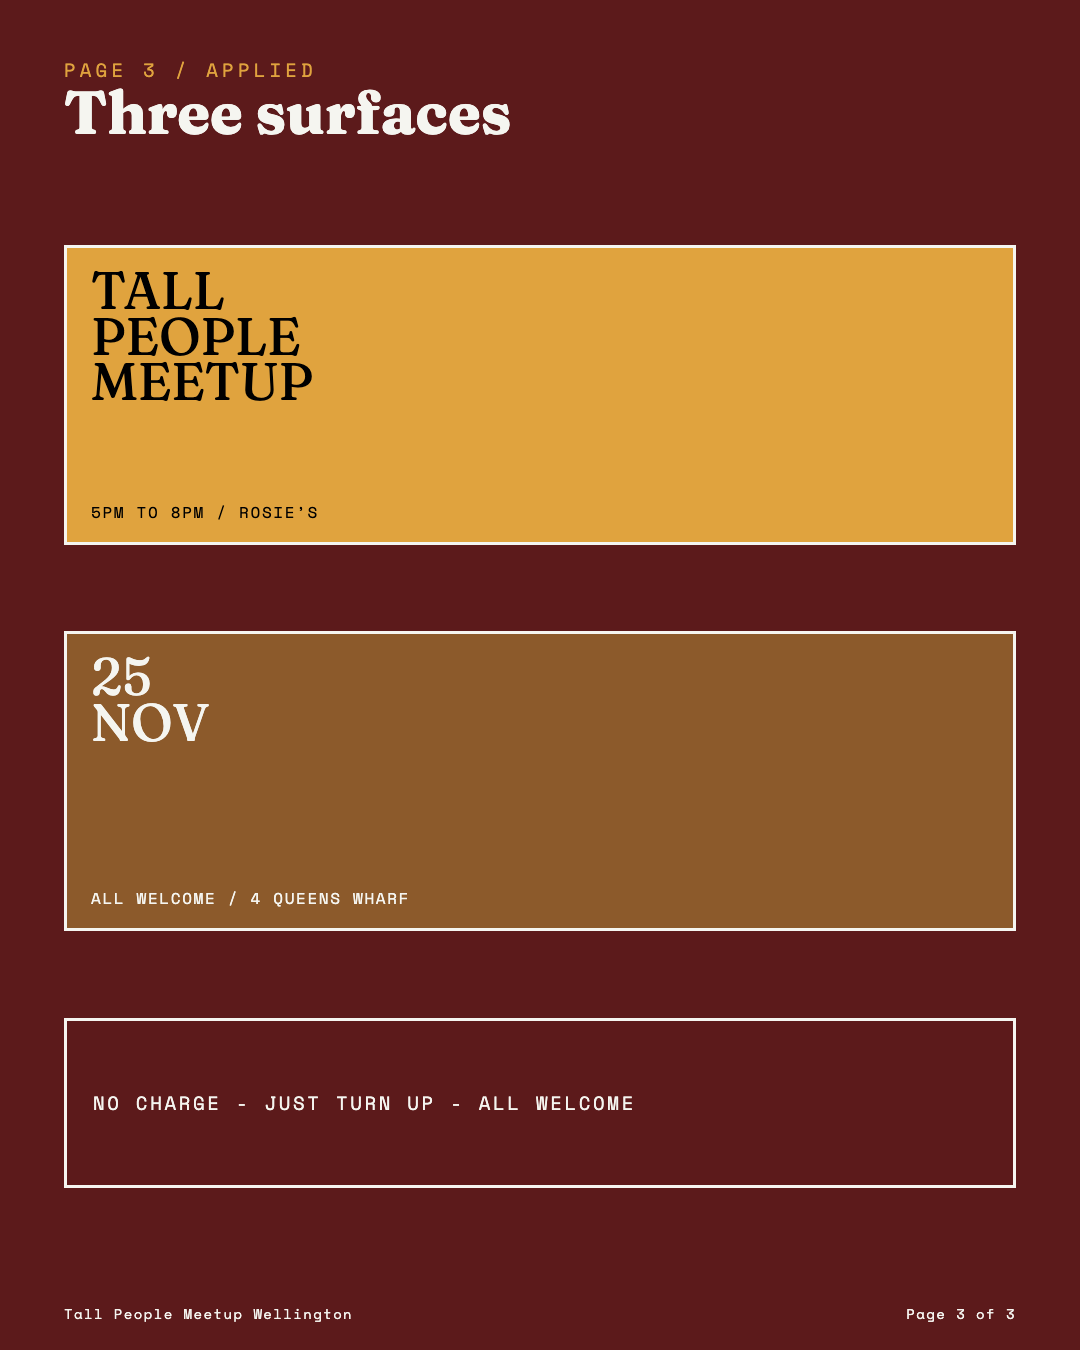 PAGE 3 / APPLIED
Three surfaces
TALL
PEOPLE
MEETUP
5PM TO 8PM / ROSIE’S
25
NOV
ALL WELCOME / 4 QUEENS WHARF
NO CHARGE - JUST TURN UP - ALL WELCOME
Tall People Meetup Wellington
Page 3 of 3